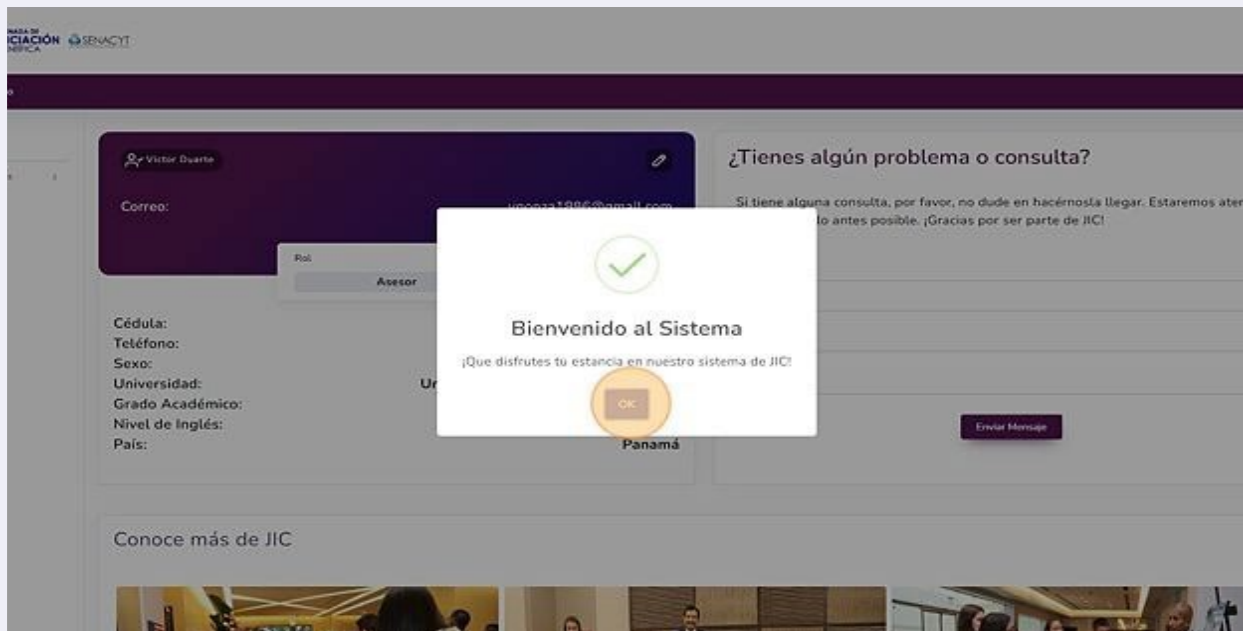 CIACIÓN
SENACYT
Victor Duarte
Correo:
Rol
Asesor
Cédula:
Teléfono:
Sexo:
Universidad:
Grado Académico:
Nivel de Inglés:
País:
Panamá
Bienvenido al Sistema
¡Que disfrutes tu estancia en nuestro sistema de JIC!
OK
¿Tienes algún problema o consulta?
Si tiene alguna consulta, por favor, no dude en hacérnosla llegar. Estaremos
lo antes posible. ¡Gracias por ser parte de JIC!
Enviar Mensaje
Conoce más de JIC